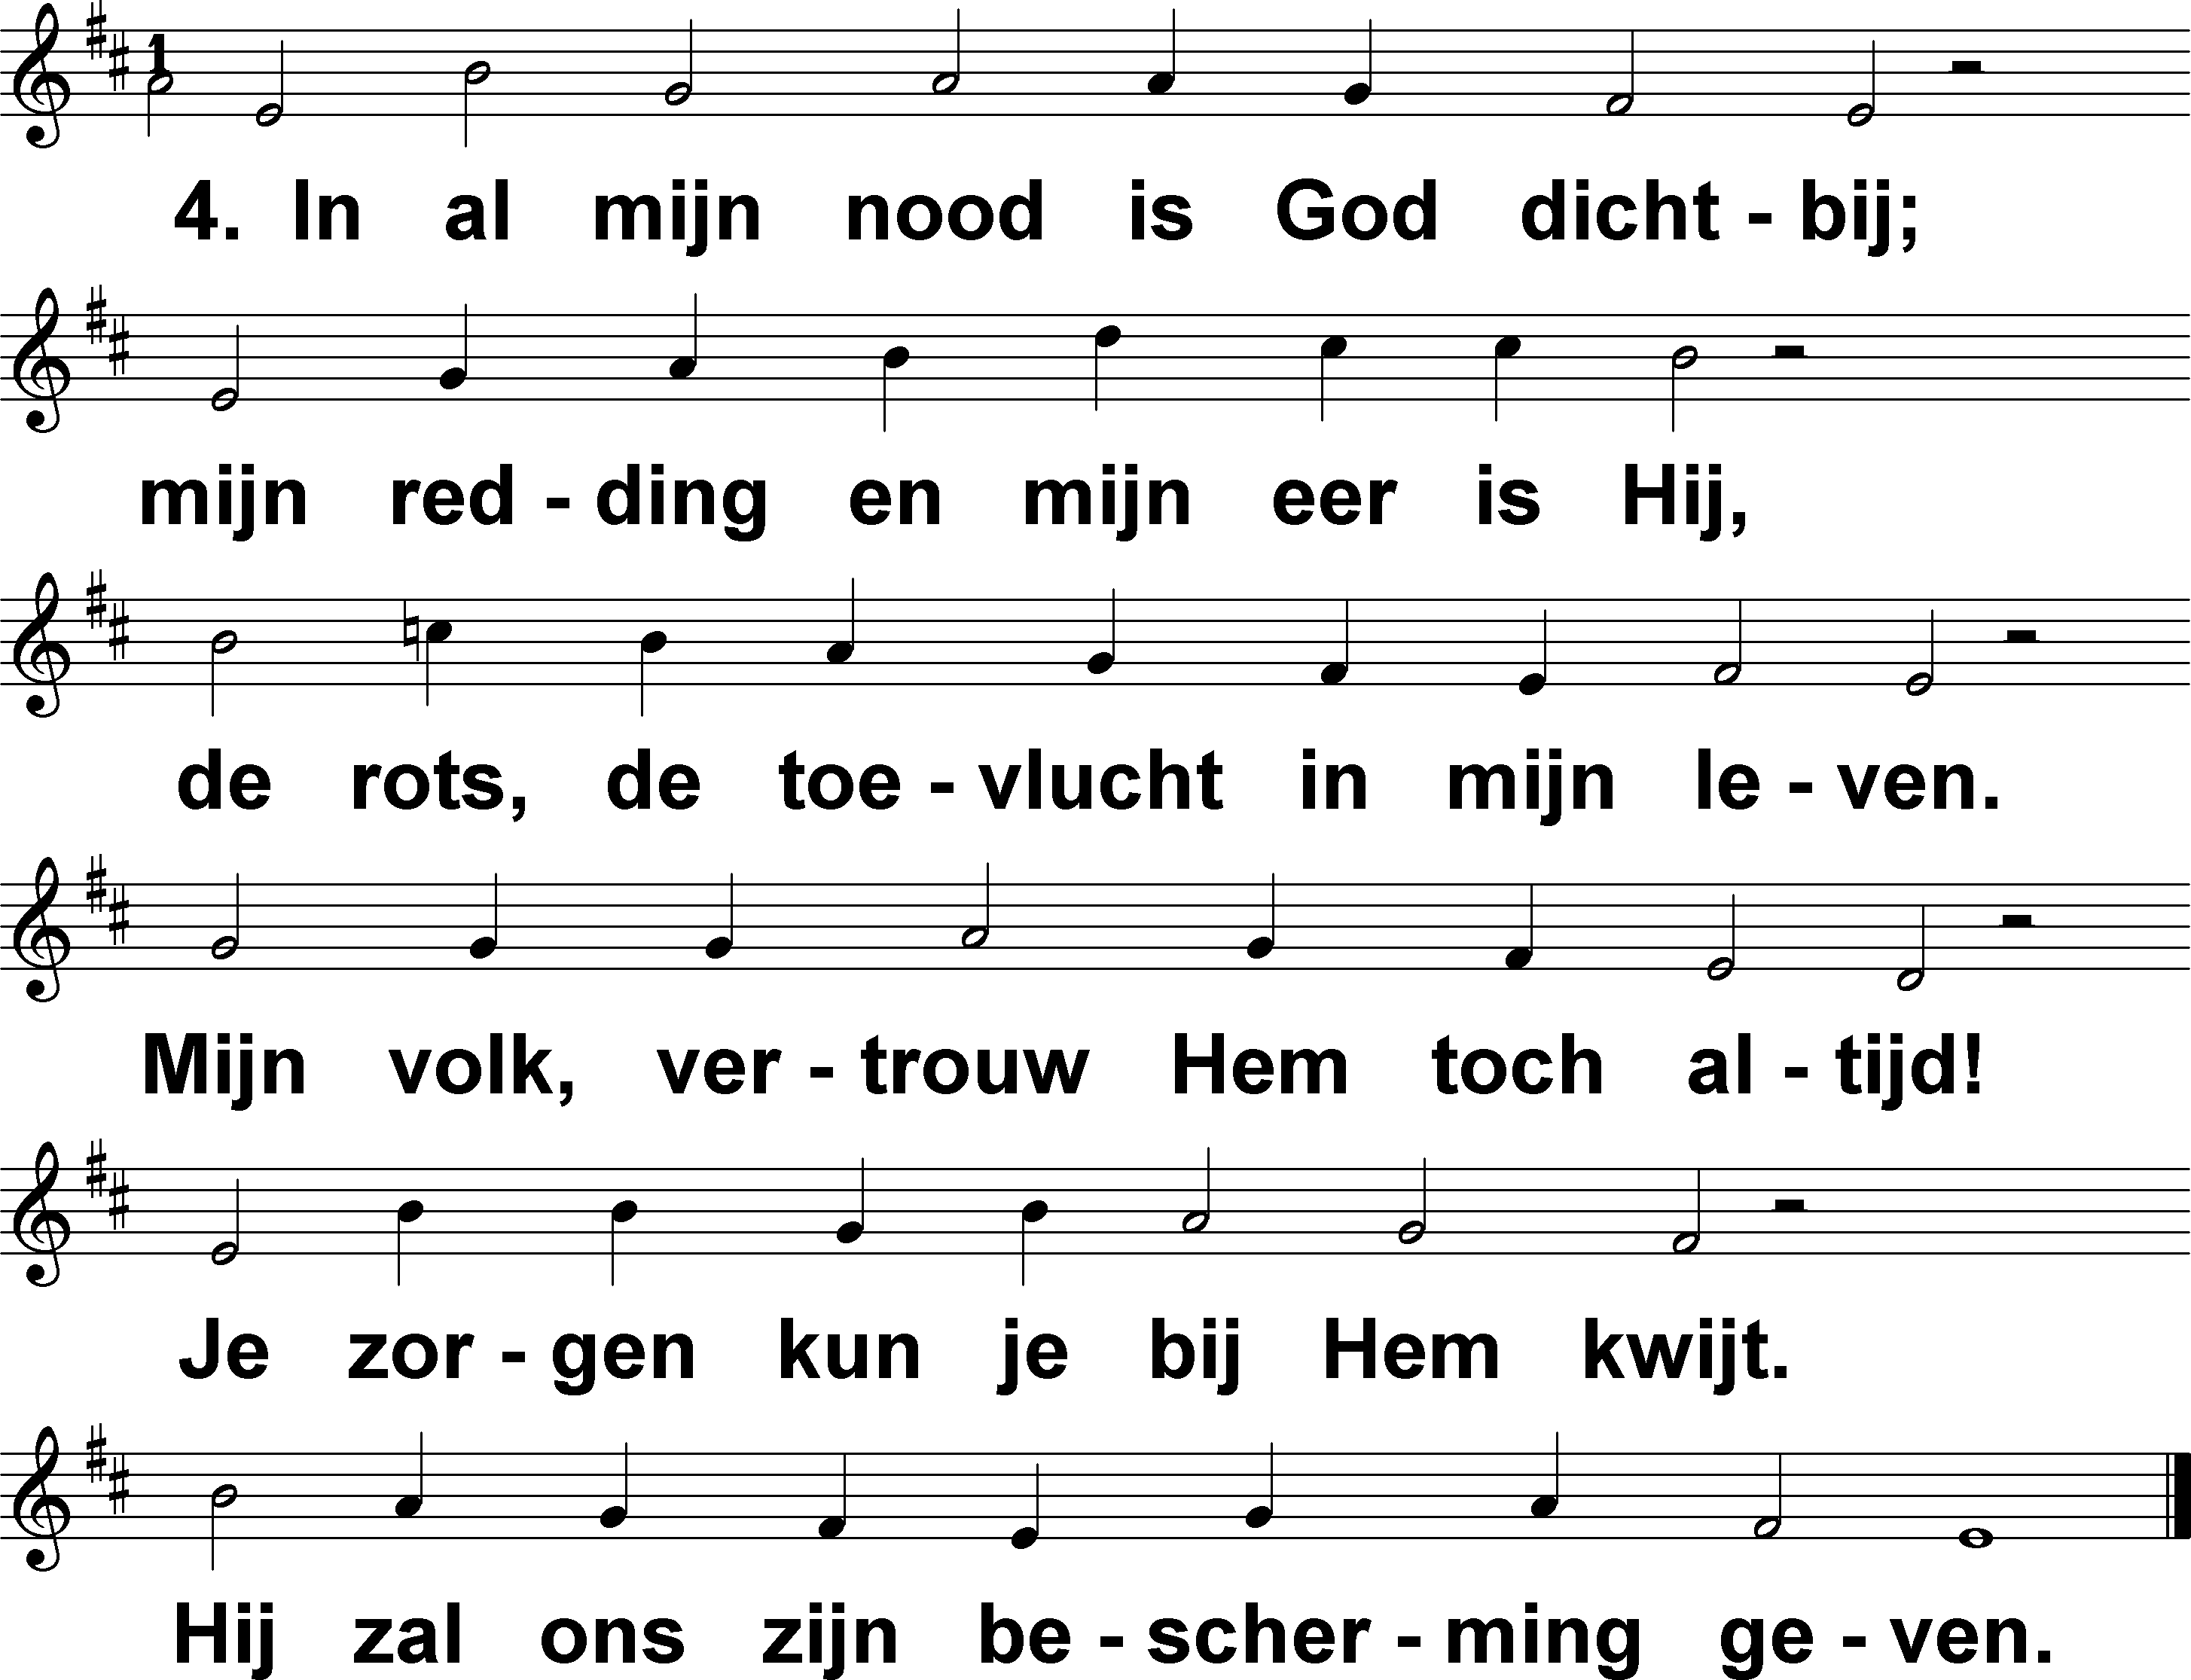 1
4. In al mijn nood is God dicht - bij;
mijn red - ding en mijn eer is Hij,
de rots, de toe - vlucht in mijn le - ven.
Mijn volk, ver - trouw Hem toch al - tijd!
Je zor - gen kun je bij Hem kwijt.
Hij zal ons zijn be - scher - ming ge - ven.